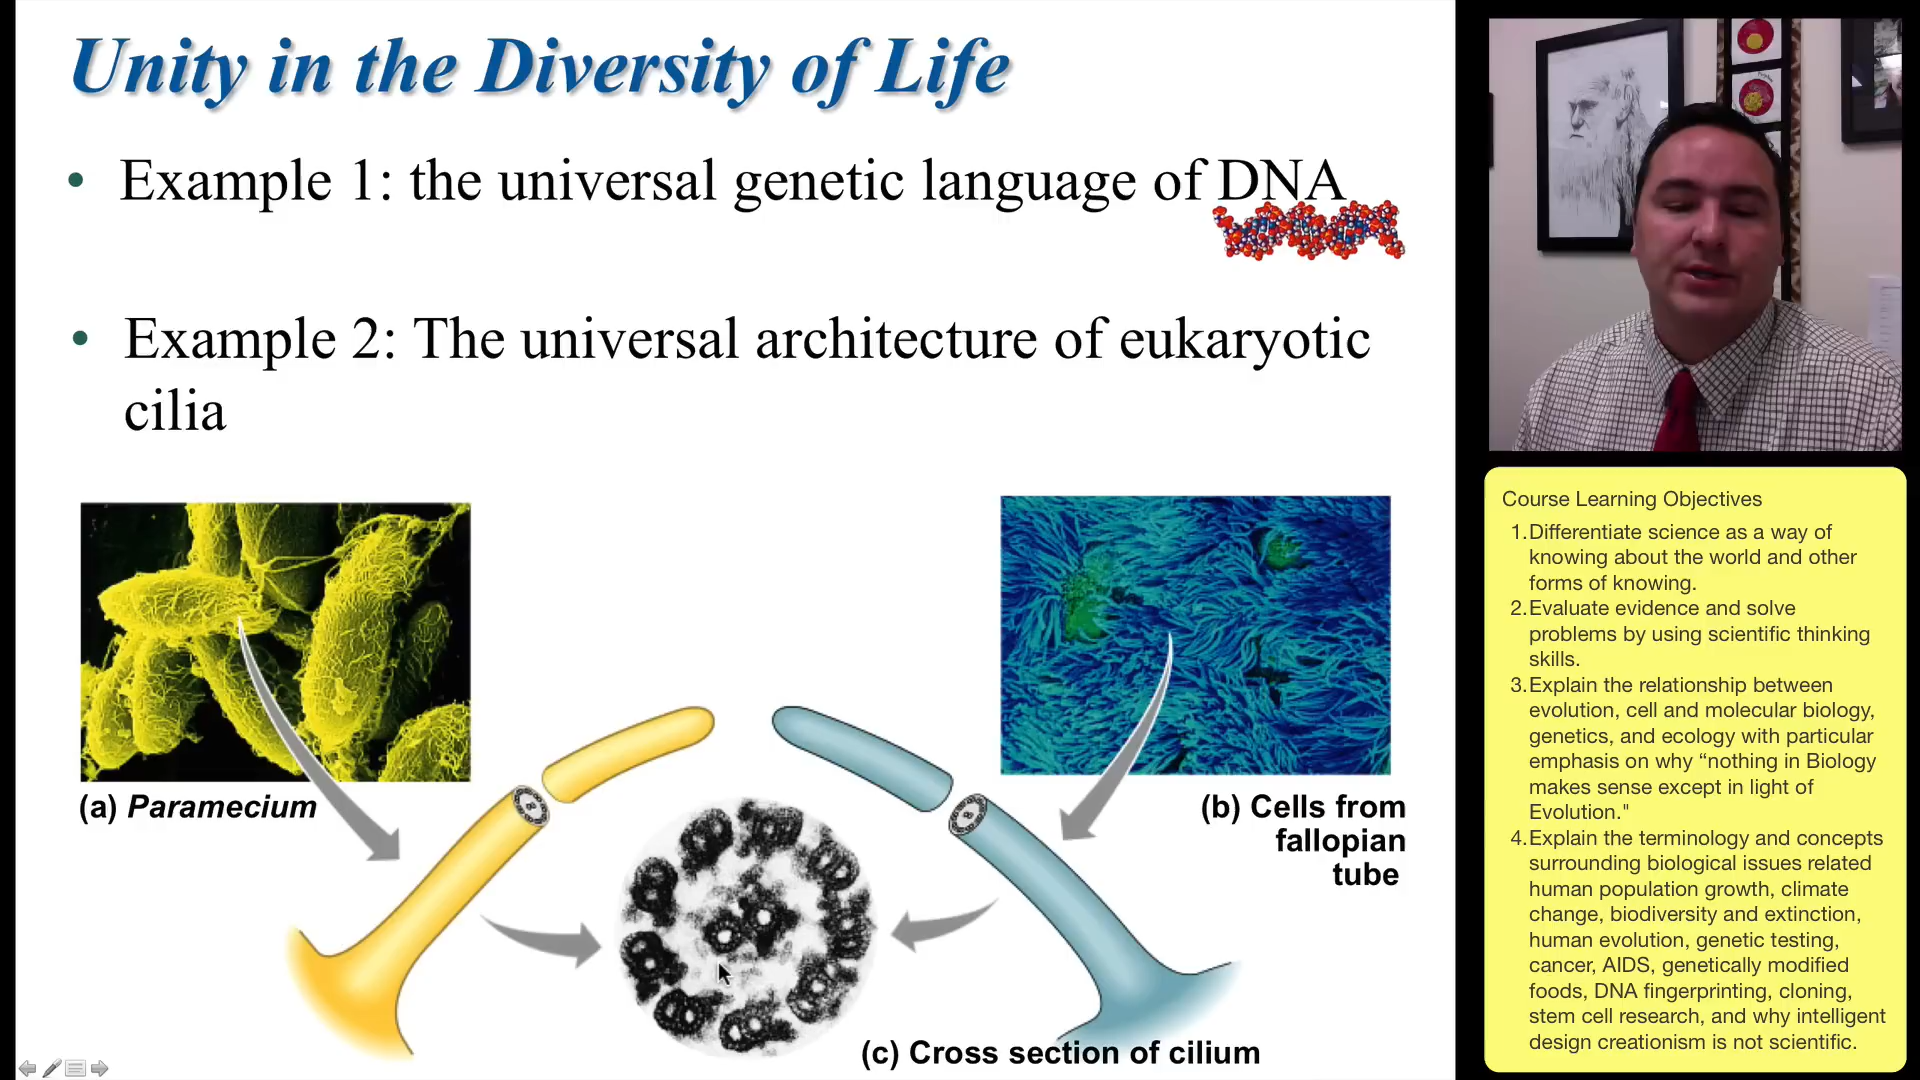 Unity in the Diversity of Life
• Example 1: the universal genetic language of DNA
• Example 2: The universal architecture of eukaryotic
cilia
(a) Paramecium
(b) Cells from
fallopian
tube
(c) Cross section of cilium
Course Learning Objectives
1.Differentiate science as a way of
knowing about the world and other
forms of knowing.
2.Evaluate evidence and solve
problems by using scientific thinking
skills.
3.Explain the relationship between
evolution, cell and molecular biology,
genetics, and ecology with particular
emphasis on why “nothing in Biology
makes sense except in light of
Evolution."
4.Explain the terminology and concepts
surrounding biological issues related
human population growth, climate
change, biodiversity and extinction,
human evolution, genetic testing,
cancer, AIDS, genetically modified
foods, DNA fingerprinting, cloning,
stem cell research, and why intelligent
design creationism is not scientific.